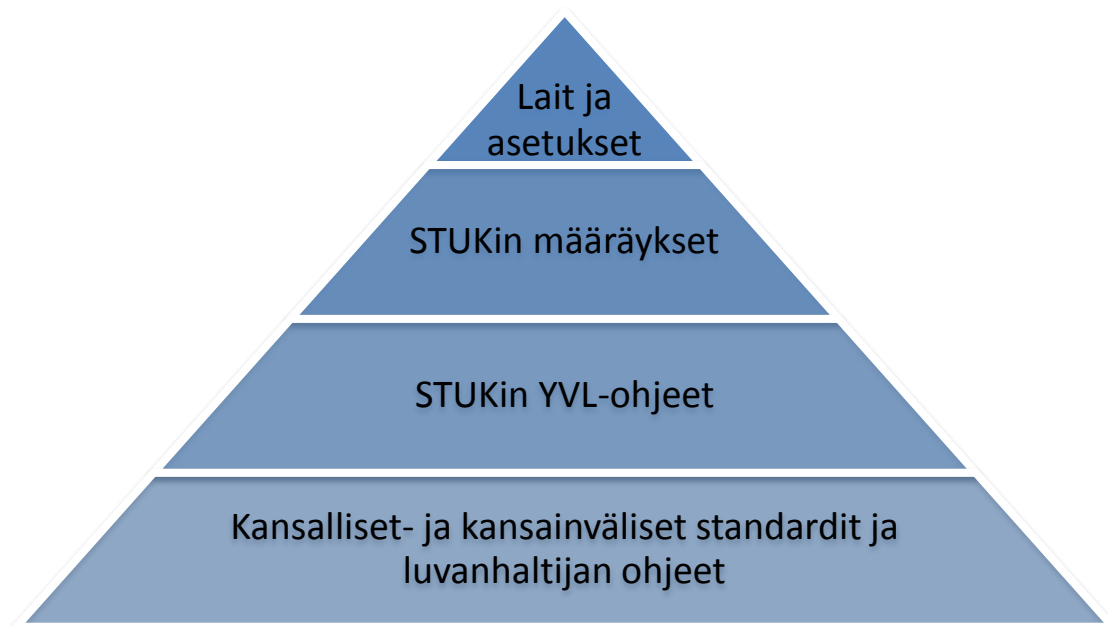 Lait ja
asetukset
STUKin määräykset
STUKin YVL-ohjeet
Kansalliset- ja kansainväliset standardit ja
luvanhaltijan ohjeet